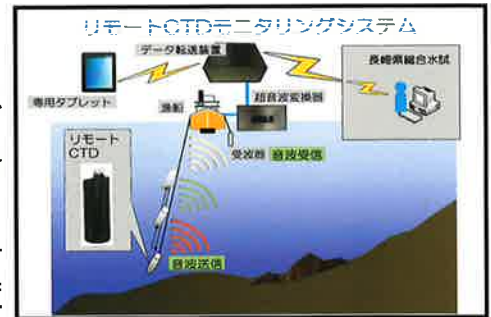 リモートCTDモニタリングシステム
データ転送装置
長崎県総合水試
専用タブレット
漁船
超音波変換器
リモート
CTD
受波器 音波受信
音波送信